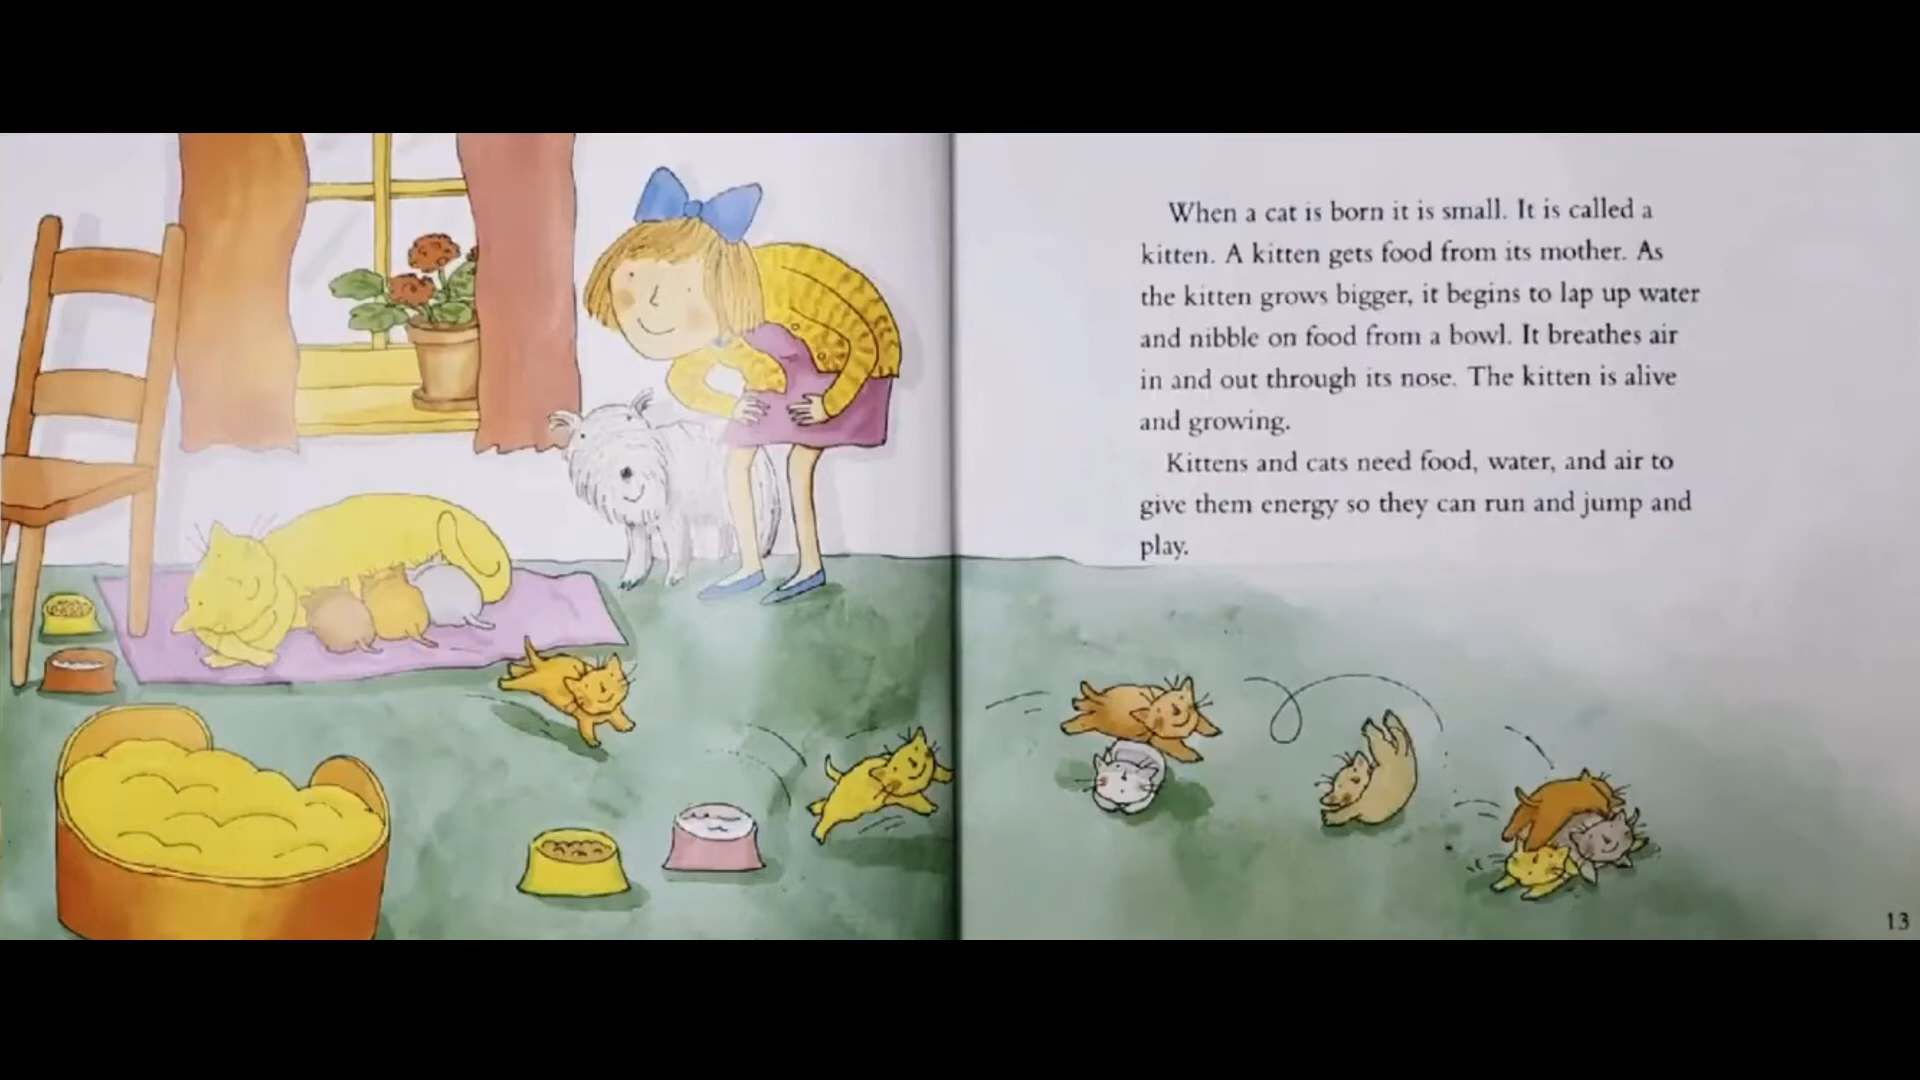 When a cat is born it is small. It is called a
kitten. A kitten gets food from its mother. As
the kitten grows bigger, it begins to lap up water
and nibble on food from a bowl. It breathes air
in and out through its nose. The kitten is alive
and growing.
Kittens and cats need food, water, and air to
give them energy so they can run and jump and
play.
13